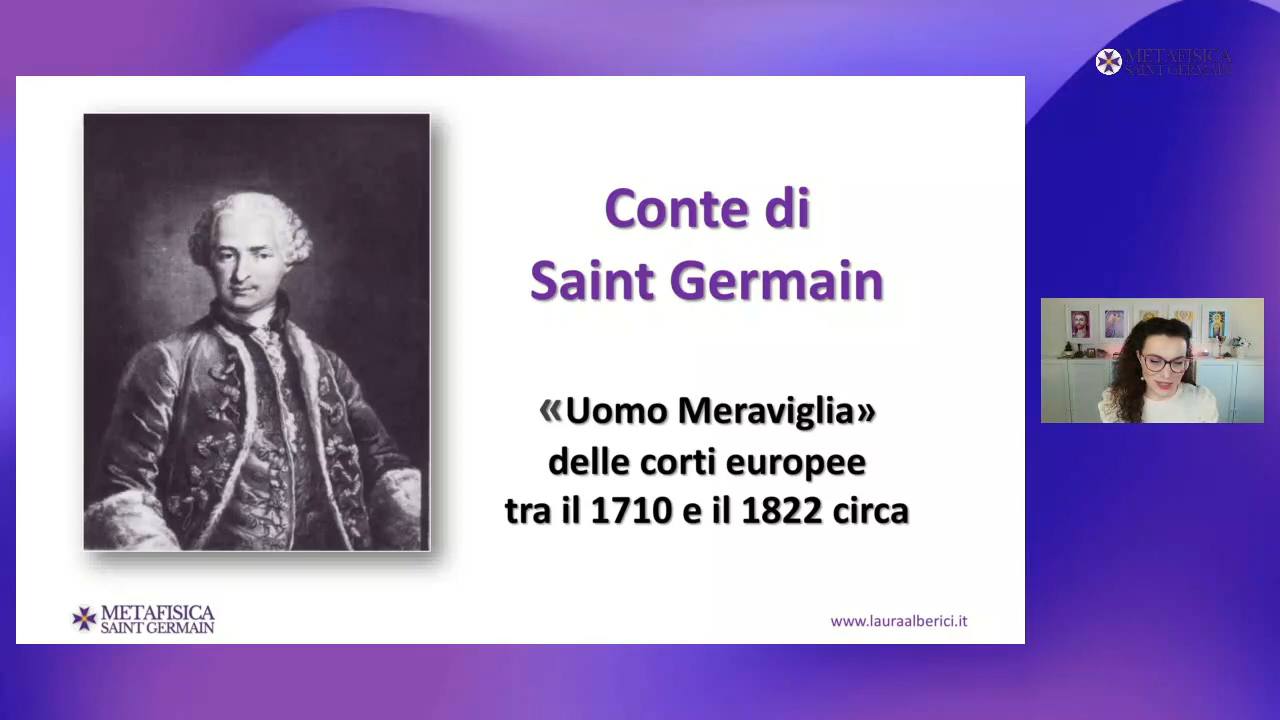 METAFISICA
SAINT GERMAIN
Conte di
Saint Germain
«Uomo Meraviglia»
delle corti europee
tra il 1710 e il 1822 circa
METAFISICA
SAINT GERMAIN
www.lauraalberici.it